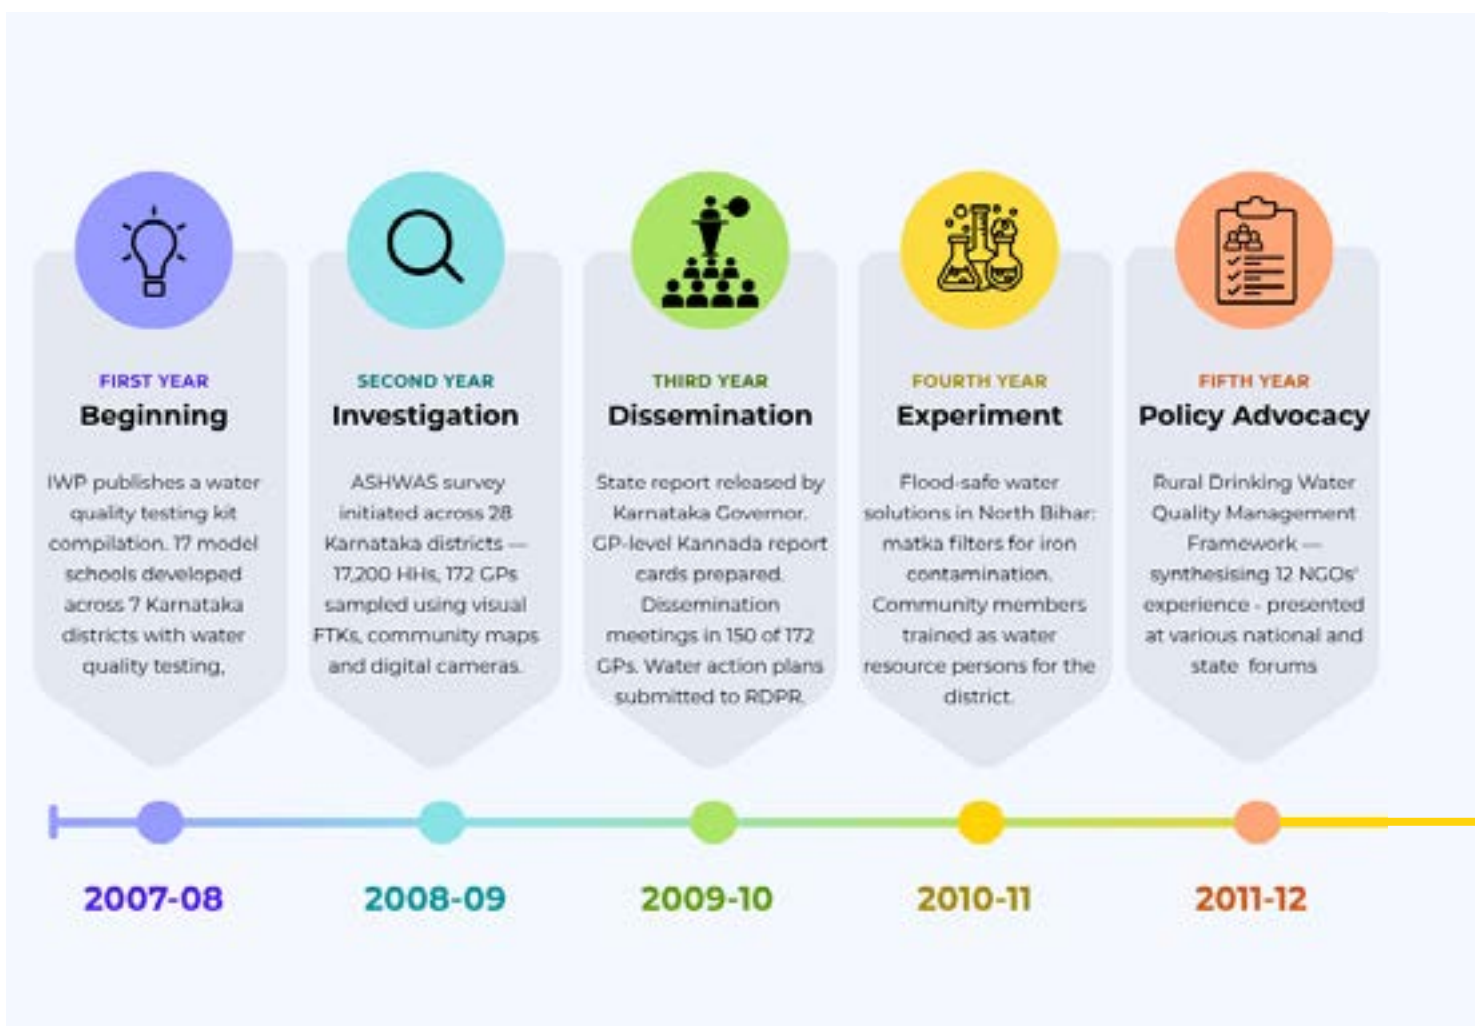 FIRST YEAR
Beginning
IWP publishes a water
quality testing kit
compilation. 17 model
schools developed
across 7 Karnataka
districts with water
quality testing,
SECOND YEAR
Investigation
ASHWAS survey
initiated across 28
Karnataka districts —
17,200 HHs, 172 GPs
sampled using visual
FTKs, community maps
and digital cameras.
THIRD YEAR
Dissemination
State report released by
Karnataka Governor.
GP-level Kannada report
cards prepared.
Dissemination
meetings in 150 of 172
GPs. Water action plans
submitted to RDPR.
FOURTH YEAR
Experiment
Flood-safe water
solutions in North Bihar:
matka filters for iron
contamination.
Community members
trained as water
resource persons for the
district.
FIFTH YEAR
Policy Advocacy
Rural Drinking Water
Quality Management
Framework —
synthesising 12 NGOs'
experience - presented
at various national and
state forums
2007-08
2008-09
2009-10
2010-11
2011-12